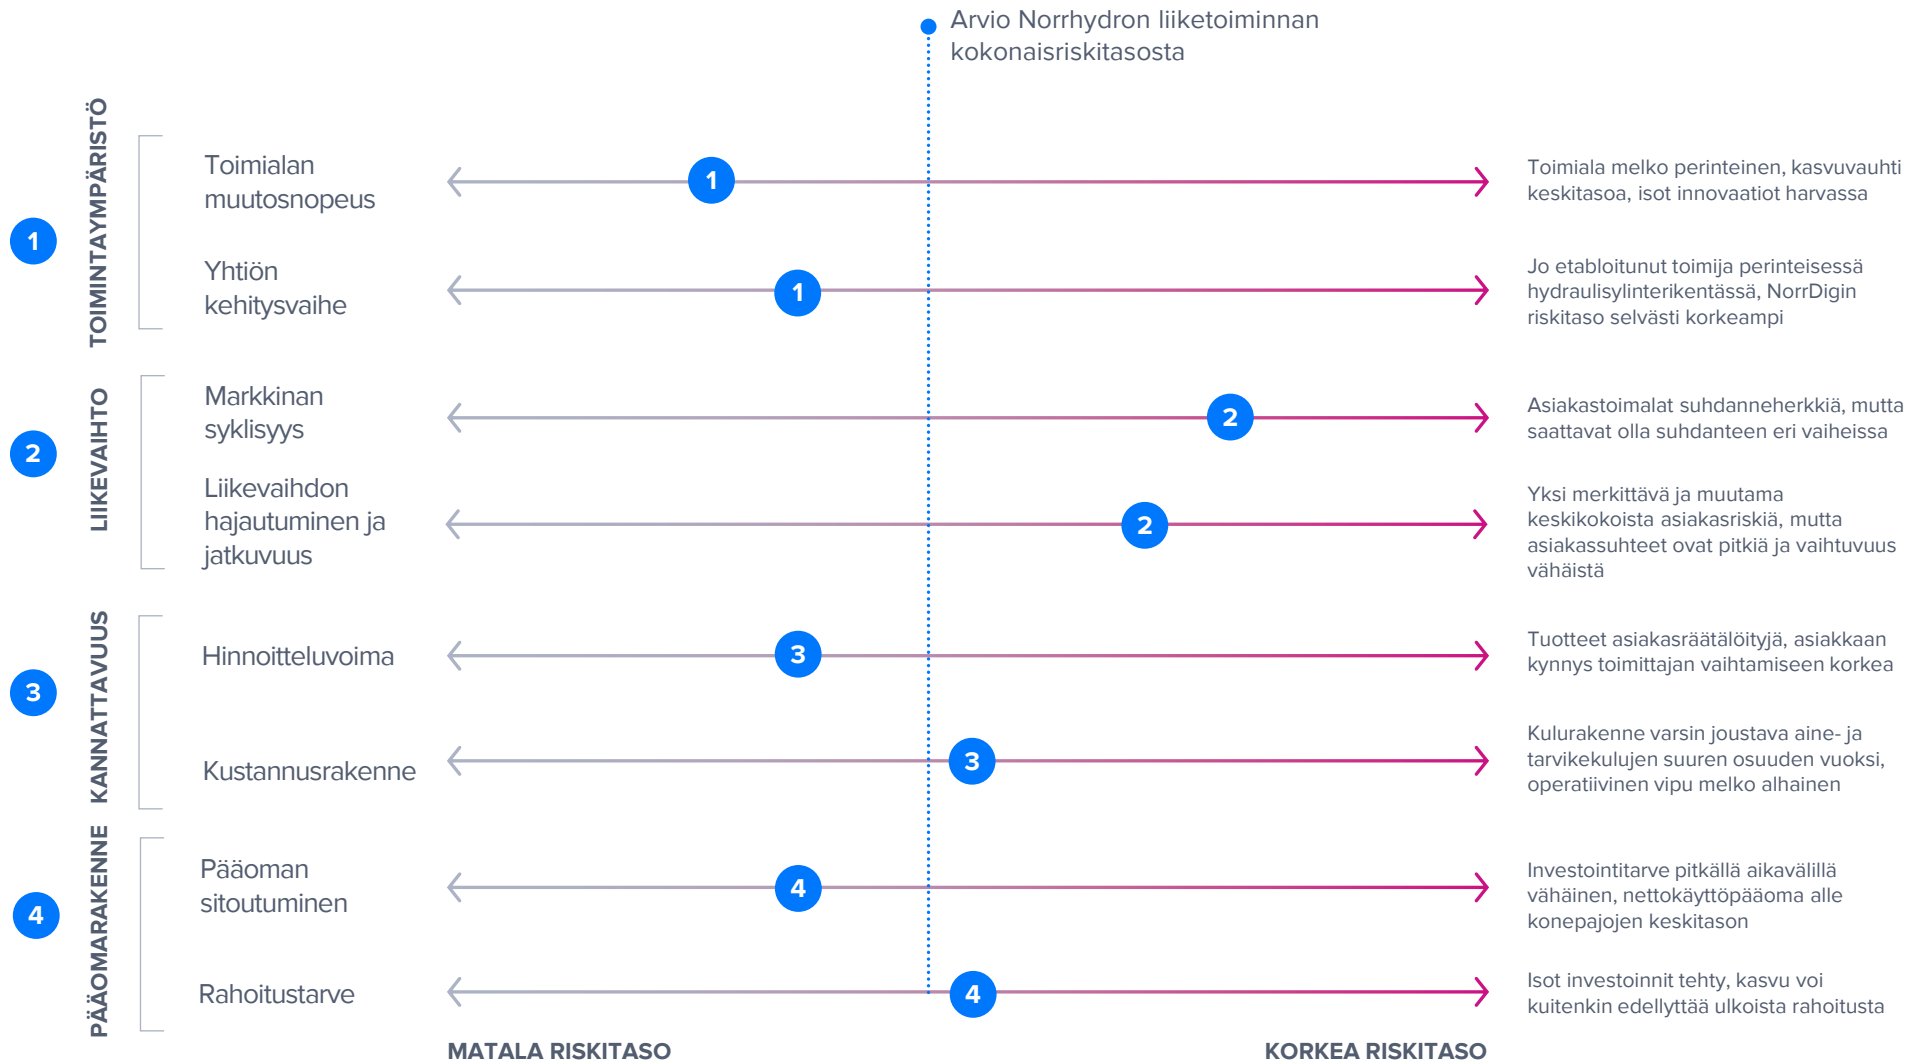 Arvio Norrhydron liiketoiminnan
kokonaisriskitasosta
1
TOIMINTAYMPÄRISTÖ
Toimialan
muutosnopeus
1
Toimiala melko perinteinen, kasvuvauhti
keskitasoa, isot innovaatiot harvassa
Yhtiön
kehitysvaihe
1
Jo etabloitunut toimija perinteisessä
hydraulisylinterikentässä, NorrDigin
riskitaso selvästi korkeampi
2
LIIKEVAIHTO
Markkinan
syklisyys
2
Asiakastoimalat suhdanneherkkiä, mutta
saattavat olla suhdanteen eri vaiheissa
Liikevaihdon
hajautuminen ja
jatkuvuus
2
Yksi merkittävä ja muutama
keskikokoista asiakasriskiä, mutta
asiakassuhteet ovat pitkiä ja vaihtuvuus
vähäistä
3
KANNATTAVUUS
Hinnoitteluvoima
3
Tuotteet asiakasräätälöityjä, asiakkaan
kynnys toimittajan vaihtamiseen korkea
Kustannusrakenne
3
Kulurakenne varsin joustava aine- ja
tarvikekulujen suuren osuuden vuoksi,
operatiivinen vipu melko alhainen
4
PÄÄOMARAKENNE
Pääoman
sitoutuminen
4
Investointitarve pitkällä aikavälillä
vähäinen, nettokäyttöpääoma alle
konepajojen keskitason
Rahoitustarve
4
Isot investoinnit tehty, kasvu voi
kuitenkin edellyttää ulkoista rahoitusta
MATALA RISKITASO
KORKEA RISKITASO